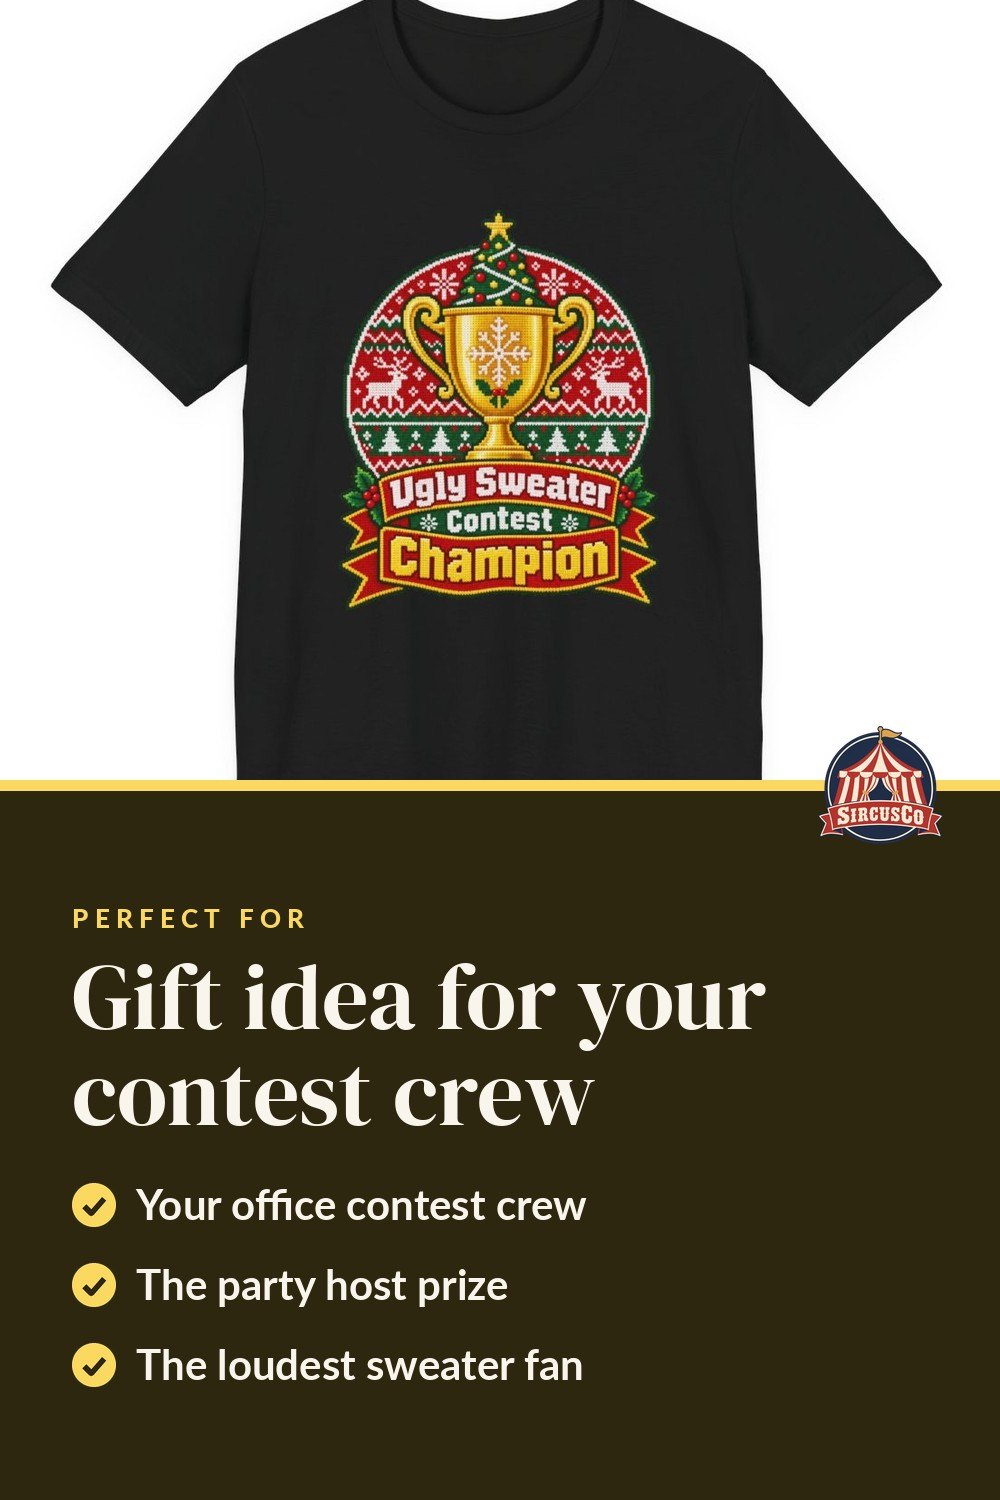 Ugly Sweater
Contest
Champion
SIRCUSCO
PERFECT FOR
Gift idea for your
contest crew
Your office contest crew
The party host prize
The loudest sweater fan